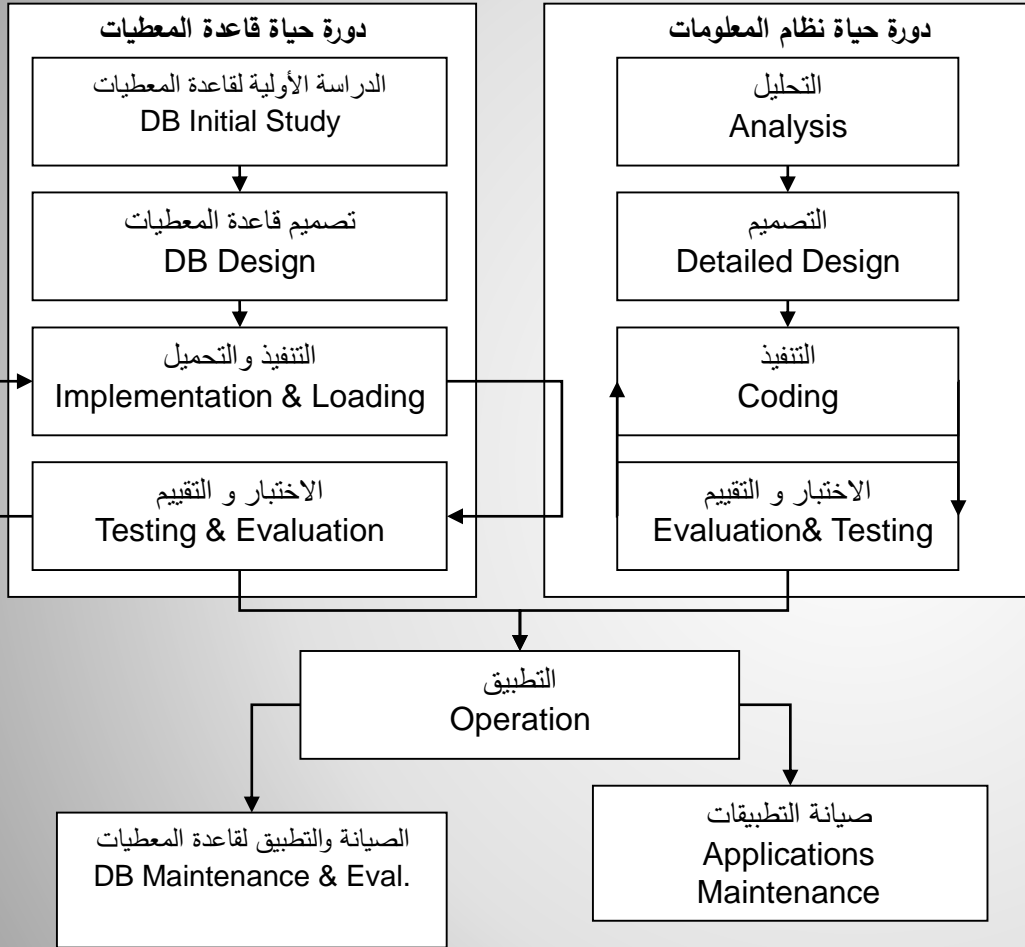 دورة حياة نظام المعلومات
التحليل
Analysis
التصميم
Detailed Design
التنفيذ
Coding
الاختبار و التقييم
Evaluation& Testing
دورة حياة قاعدة المعطيات
الدراسة الأولية لقاعدة المعطيات
DB Initial Study
تصميم قاعدة المعطيات
DB Design
التنفيذ والتحميل
Implementation & Loading
الاختبار و التقييم
Testing & Evaluation
التطبيق
Operation
صيانة التطبيقات
Applications
Maintenance
الصيانة والتطبيق لقاعدة المعطيات
DB Maintenance & Eval.